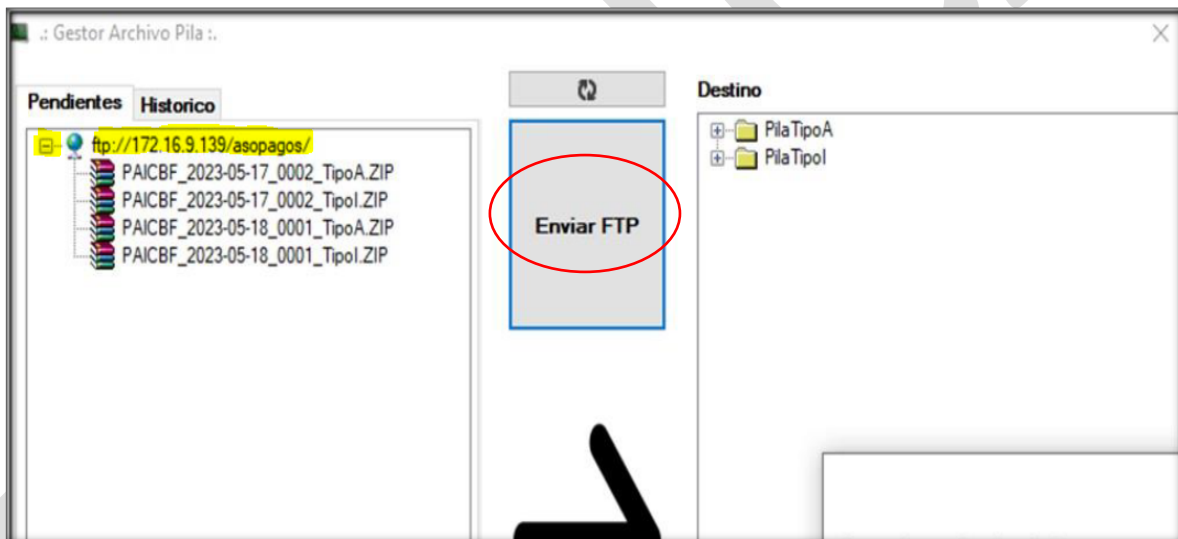 .: Gestor Archivo Pila :.
Pendientes Historico
ftp://172.16.9.139/asopagos/
PAICBF_2023-05-17_0002_TipoA.ZIP
PAICBF_2023-05-17_0002_TipoI.ZIP
PAICBF_2023-05-18_0001_TipoA.ZIP
PAICBF_2023-05-18_0001_TipoI.ZIP
Enviar FTP
Destino
PilaTipoA
PilaTipoI